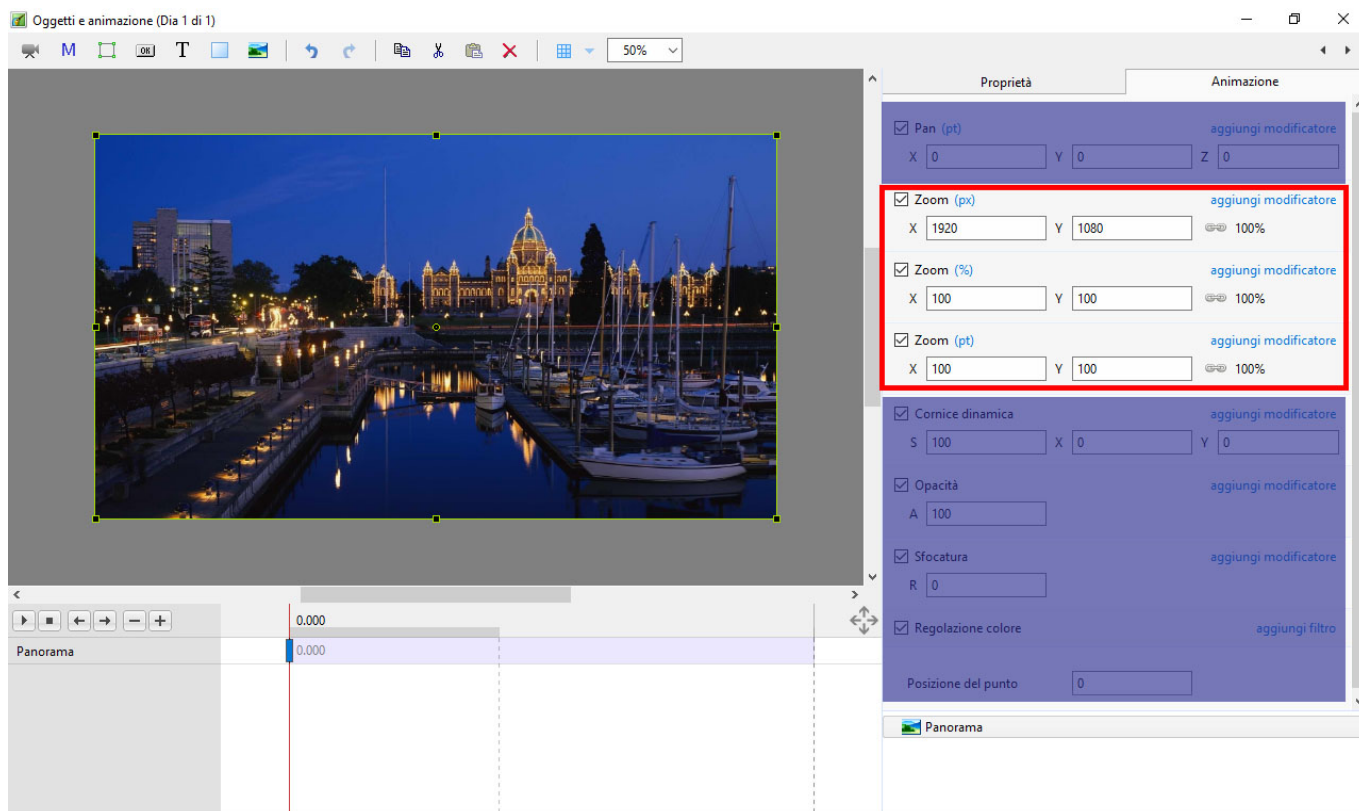 Oggetti e animazione (Dia 1 di 1)
M OK T 50%
Proprietà Animazione
Pan (pt) aggiungi modificatore
X 0 Y 0 Z 0
Zoom (px) aggiungi modificatore
X 1920 Y 1080 100%
Zoom (%) aggiungi modificatore
X 100 Y 100 100%
Zoom (pt) aggiungi modificatore
X 100 Y 100 100%
Cornice dinamica aggiungi modificatore
S 100 X 0 Y 0
Opacità aggiungi modificatore
A 100
Sfocatura aggiungi modificatore
R 0
Regolazione colore aggiungi filtro
Posizione del punto 0
0.000
Panorama 0.000
Panorama